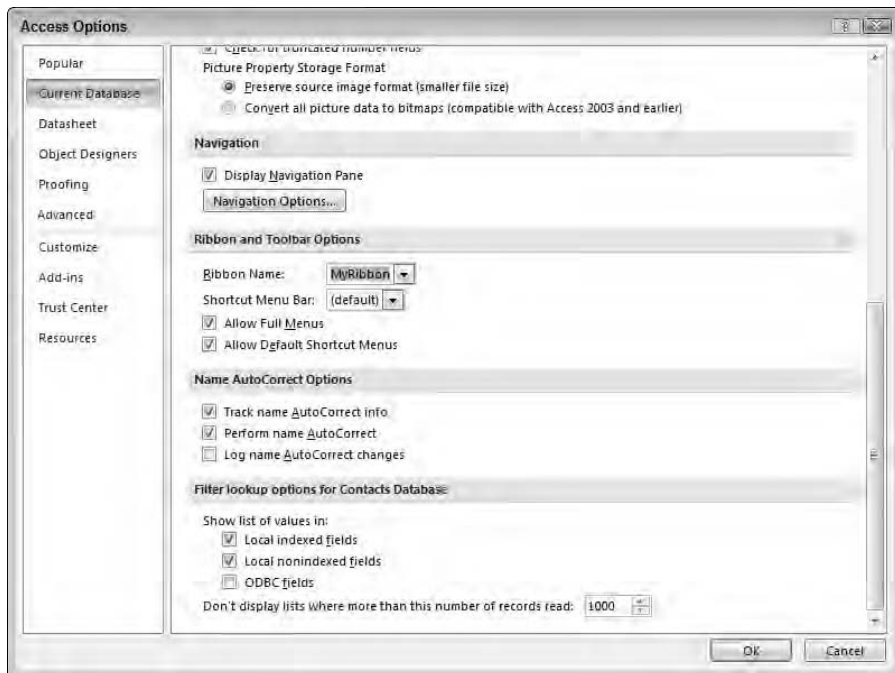 Access Options
Popular
Current Database
Datasheet
Object Designers
Proofing
Advanced
Customize
Add-ins
Trust Center
Resources
Check for truncated number fields
Picture Property Storage Format
Preserve source image format (smaller file size)
Convert all picture data to bitmaps (compatible with Access 2003 and earlier)
Navigation
Display Navigation Pane
Navigation Options...
Ribbon and Toolbar Options
Ribbon Name: MyRibbon
Shortcut Menu Bar: (default)
Allow Full Menus
Allow Default Shortcut Menus
Name AutoCorrect Options
Track name AutoCorrect info
Perform name AutoCorrect
Log name AutoCorrect changes
Filter lookup options for Contacts Database
Show list of values in:
Local indexed fields
Local nonindexed fields
ODBC fields
Don't display lists where more than this number of records read: 1000
OK Cancel